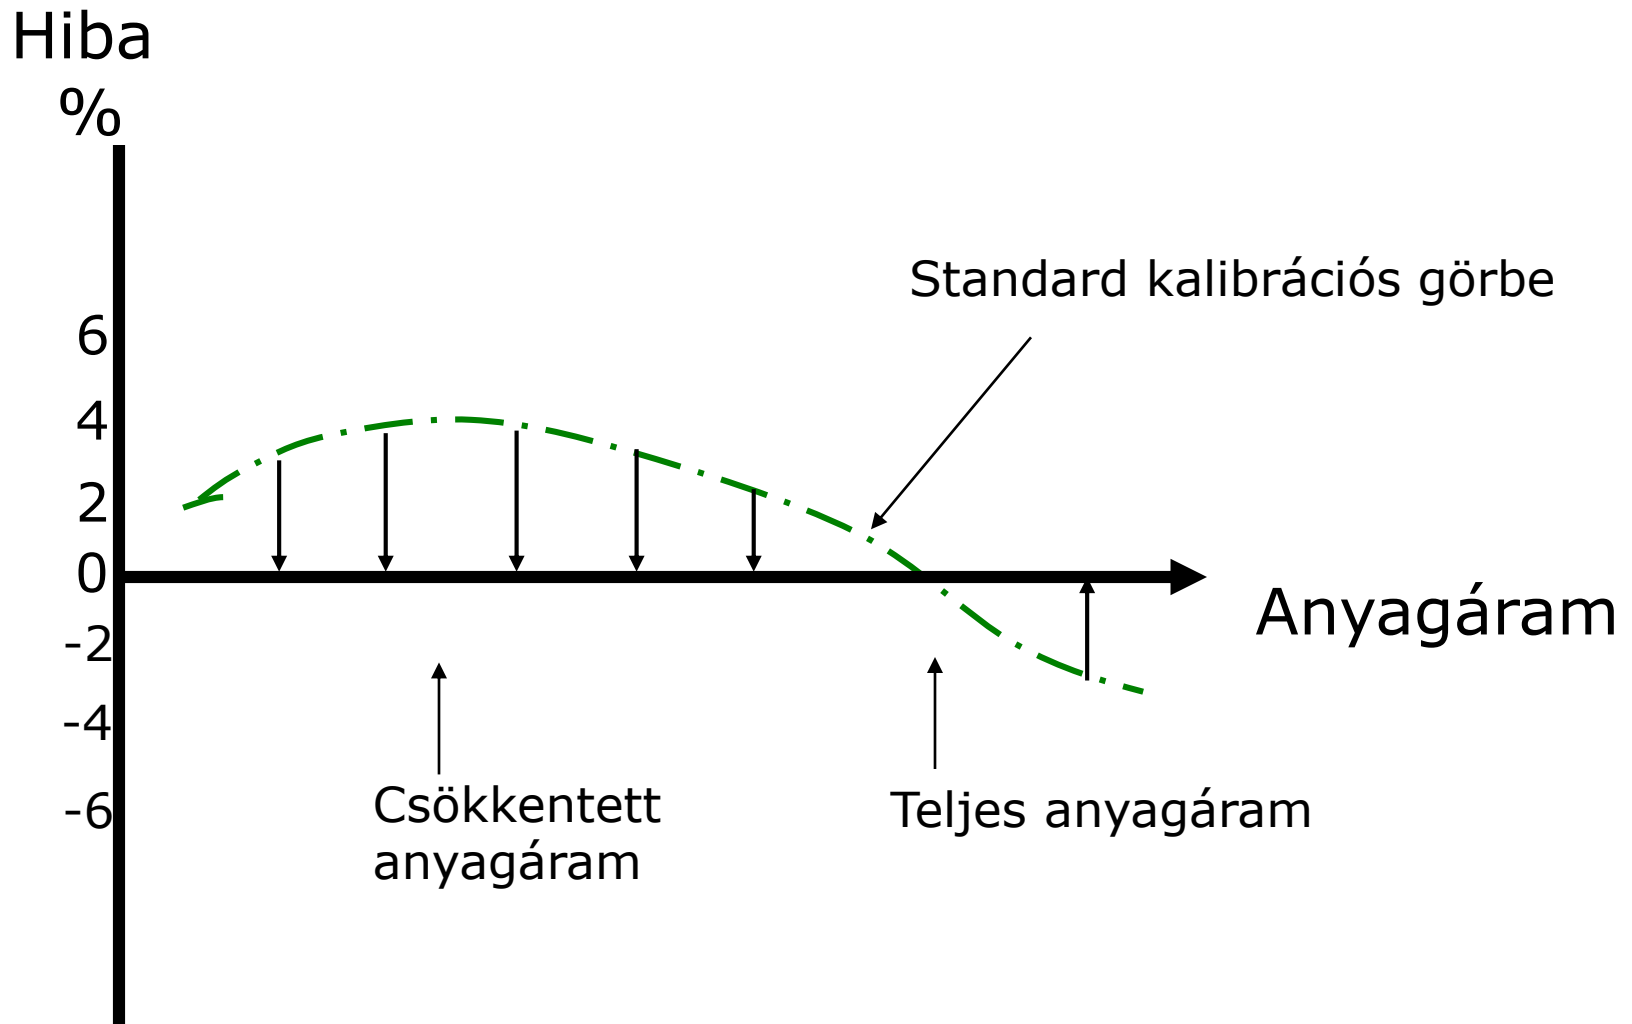 Hiba
%
Standard kalibrációs görbe
6
4
2
0
-2
-4
-6
Anyagáram
Csökkentett
anyagáram
Teljes anyagáram